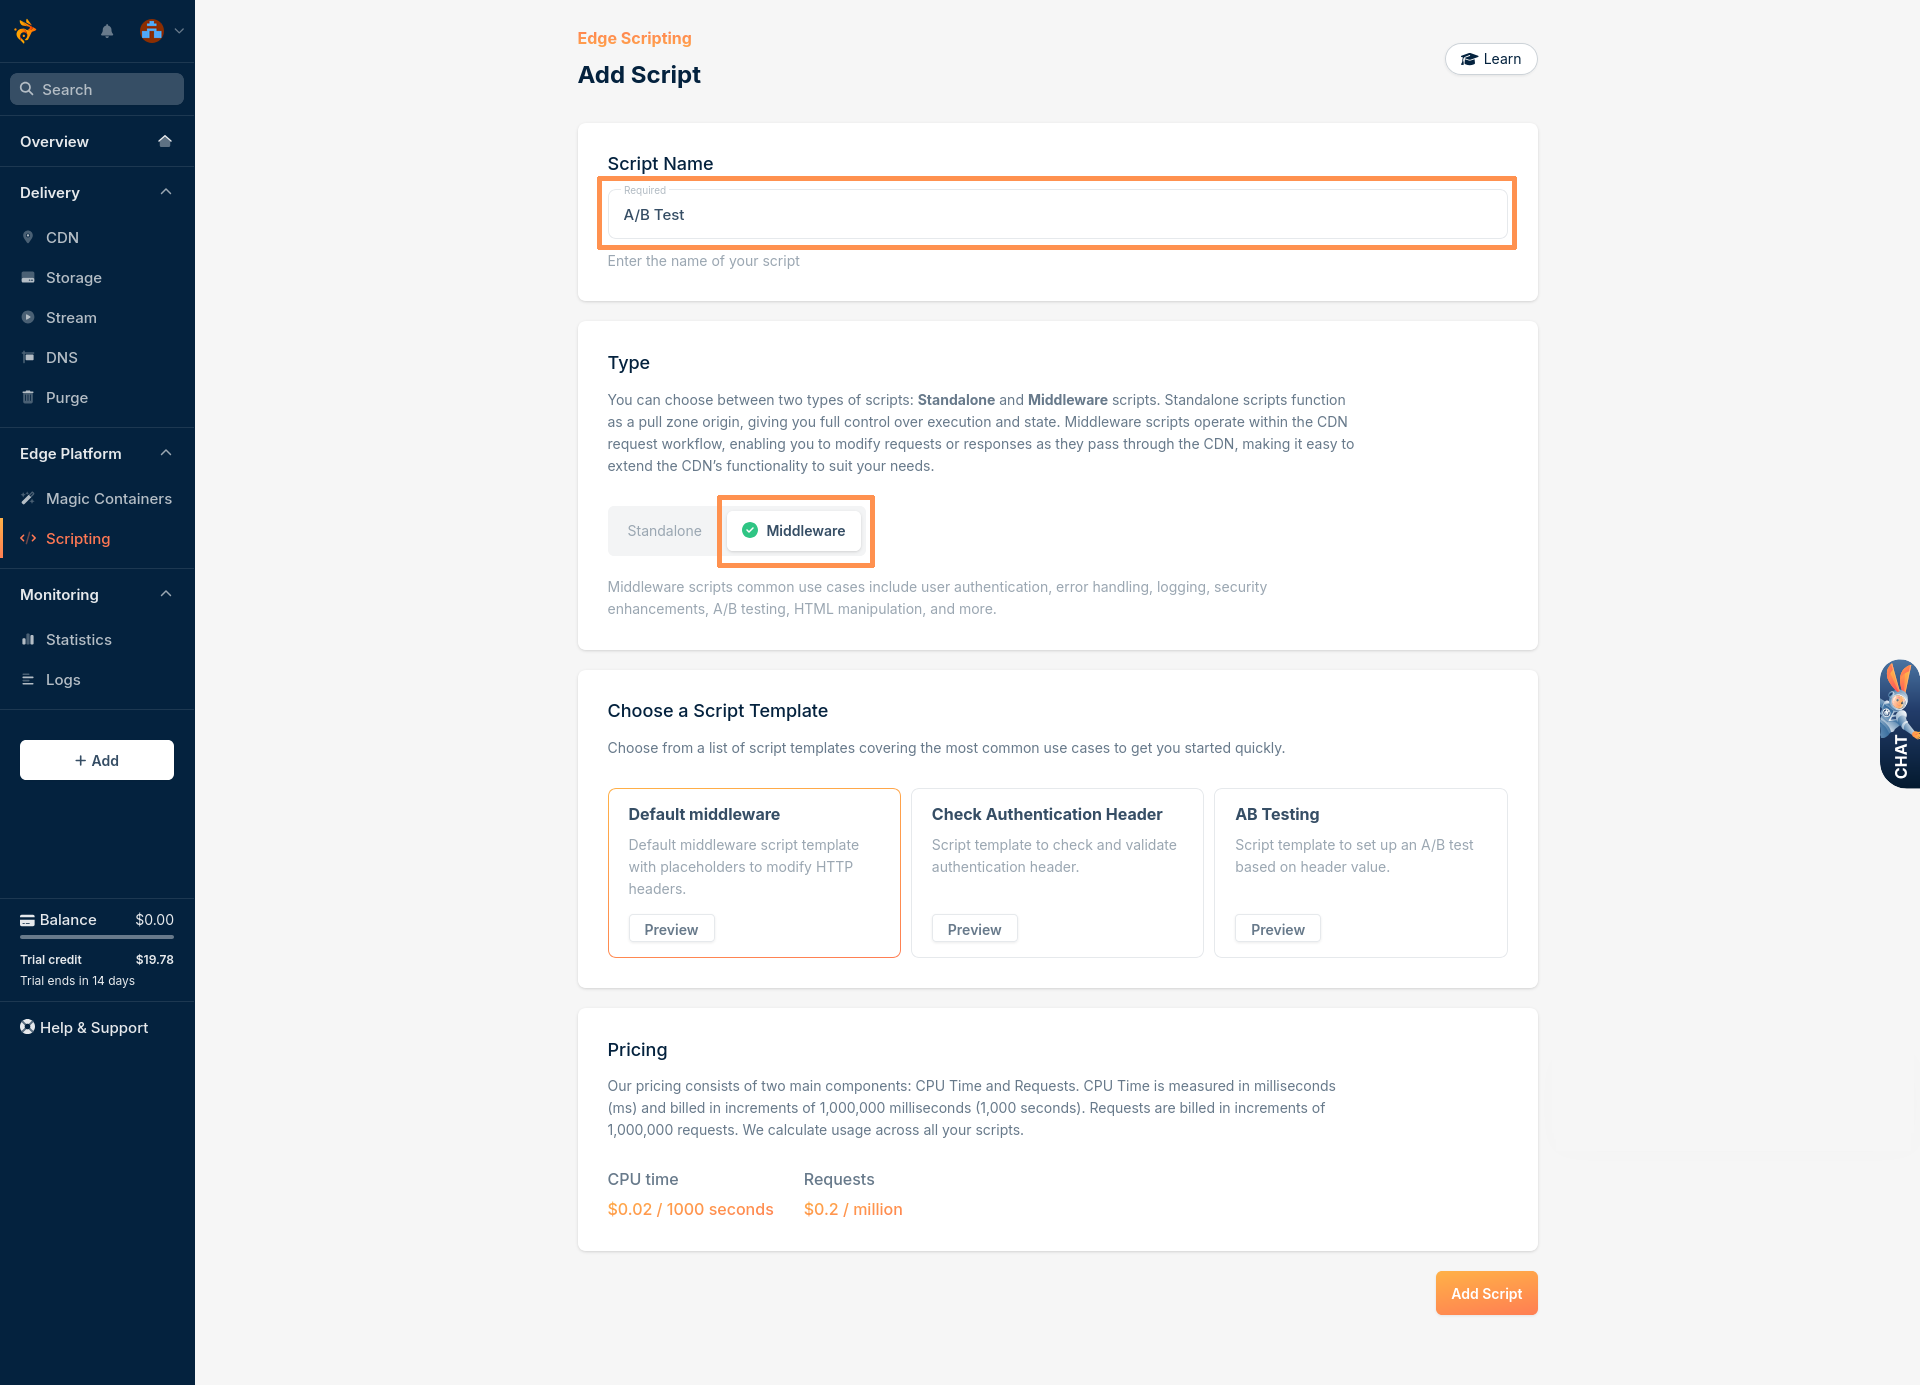 Search
Overview
Delivery
CDN
Storage
Stream
DNS
Purge
Edge Platform
Magic Containers
Scripting
Monitoring
Statistics
Logs
+ Add
Balance $0.00
Trial credit $19.78
Trial ends in 14 days
Help & Support
Edge Scripting
Add Script
Learn
Script Name
Required
A/B Test
Enter the name of your script
Type
You can choose between two types of scripts: Standalone and Middleware scripts. Standalone scripts function
as a pull zone origin, giving you full control over execution and state. Middleware scripts operate within the CDN
request workflow, enabling you to modify requests or responses as they pass through the CDN, making it easy to
extend the CDN’s functionality to suit your needs.
Standalone Middleware
Middleware scripts common use cases include user authentication, error handling, logging, security
enhancements, A/B testing, HTML manipulation, and more.
Choose a Script Template
Choose from a list of script templates covering the most common use cases to get you started quickly.
Default middleware
Default middleware script template
with placeholders to modify HTTP
headers.
Preview
Check Authentication Header
Script template to check and validate
authentication header.
Preview
AB Testing
Script template to set up an A/B test
based on header value.
Preview
Pricing
Our pricing consists of two main components: CPU Time and Requests. CPU Time is measured in milliseconds
(ms) and billed in increments of 1,000,000 milliseconds (1,000 seconds). Requests are billed in increments of
1,000,000 requests. We calculate usage across all your scripts.
CPU time
$0.02 / 1000 seconds
Requests
$0.2 / million
Add Script
CHAT